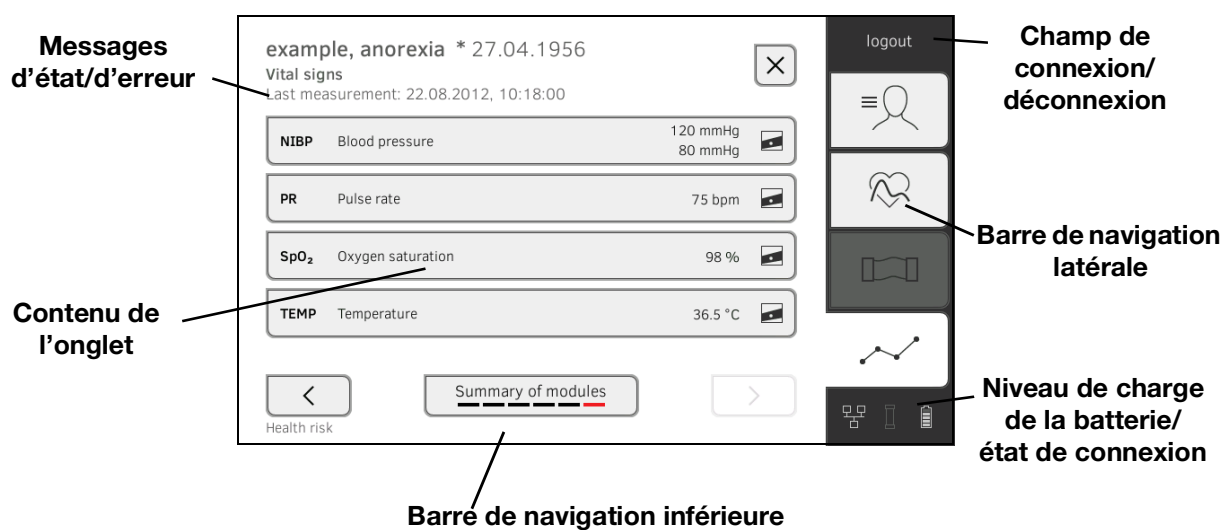 Messages
d'état/d'erreur
example, anorexia * 27.04.1956
Vital signs
Last measurement: 22.08.2012, 10:18:00
logout
Champ de
connexion/
déconnexion
NIBP Blood pressure 120 mmHg
80 mmHg
PR Pulse rate 75 bpm
SpO₂ Oxygen saturation 98 %
TEMP Temperature 36.5 °C
Barre de navigation
latérale
Contenu de
l'onglet
Summary of modules
Health risk
Niveau de charge
de la batterie/
état de connexion
Barre de navigation inférieure